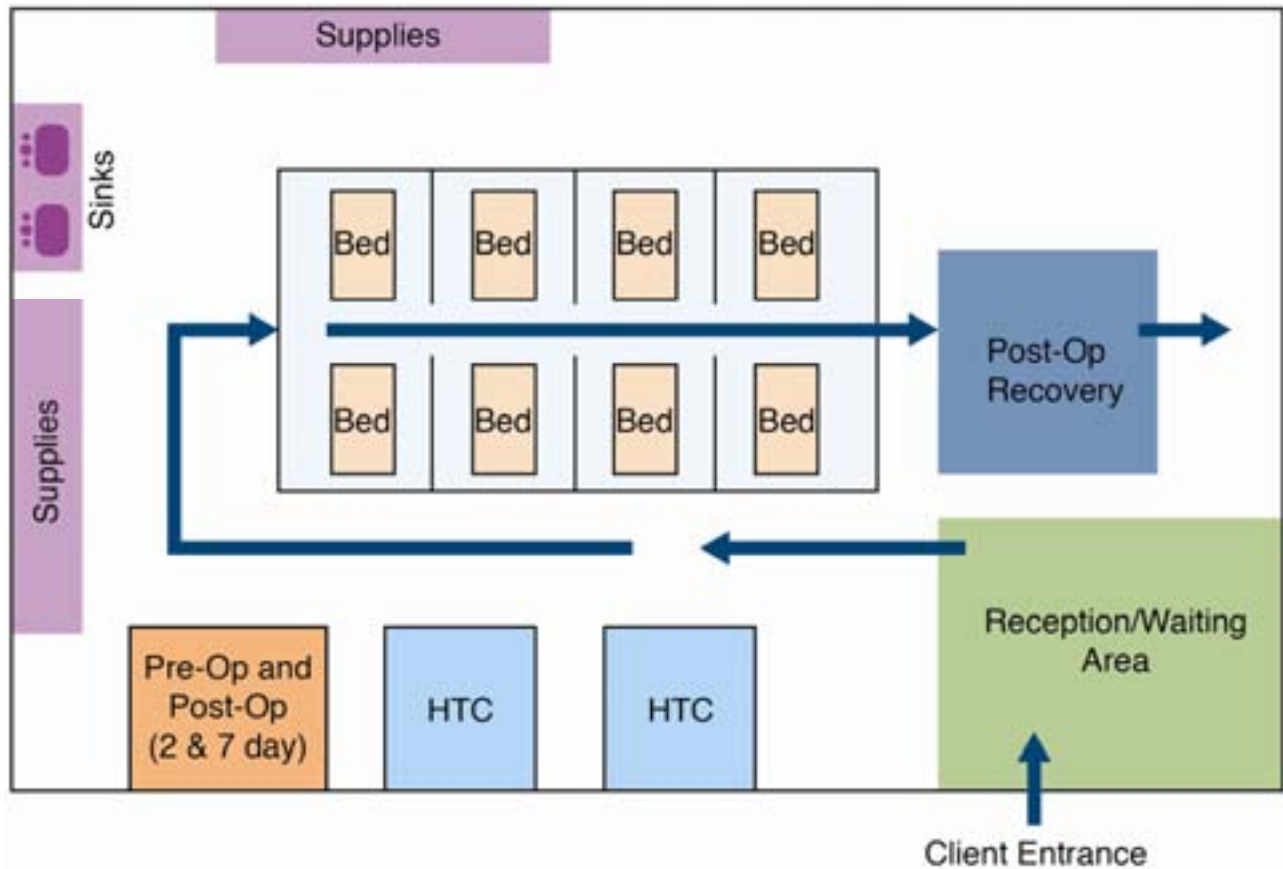 Supplies
Sinks
Bed Bed Bed Bed
Bed Bed Bed Bed
Post-Op
Recovery
Supplies
Reception/Waiting
Area
Pre-Op and
Post-Op
(2 & 7 day)
HTC
HTC
Client Entrance